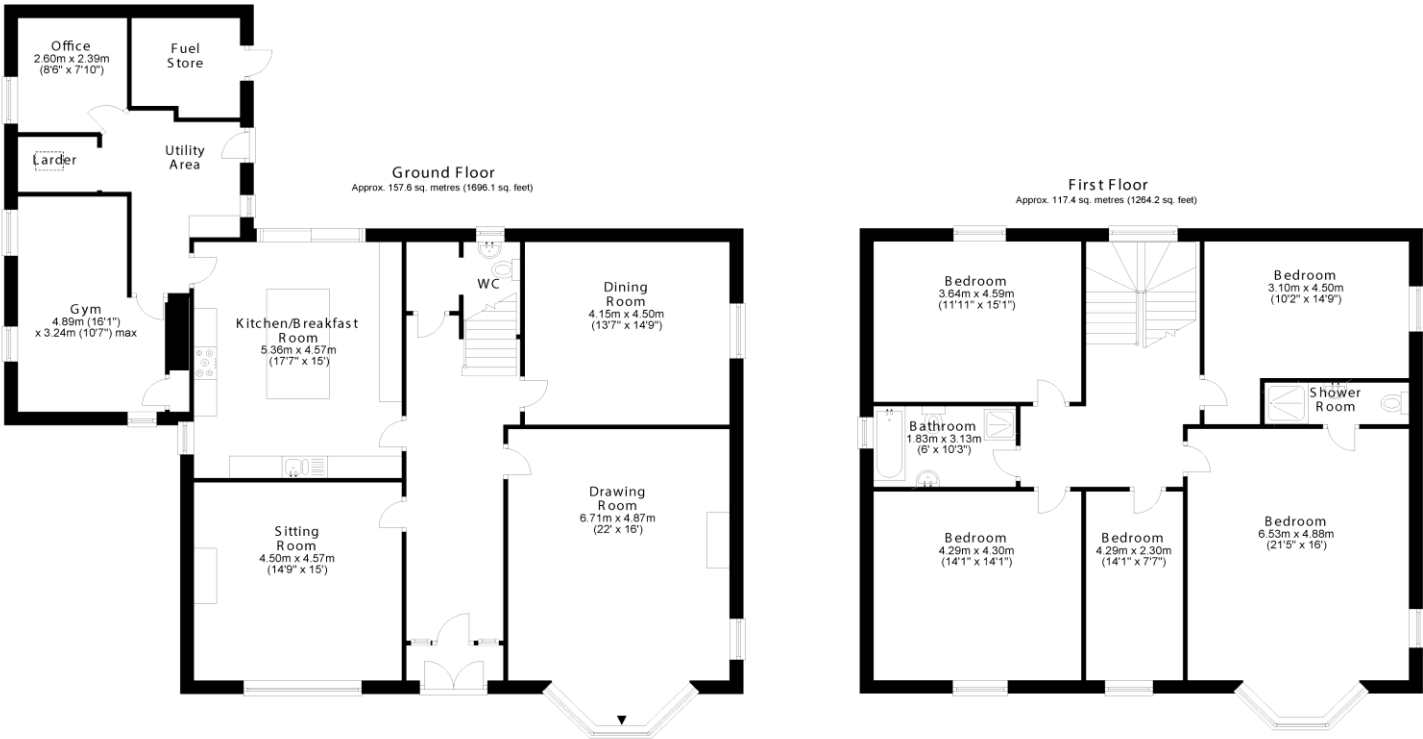 Office
2.60m x 2.39m
(8'6" x 7'10")
Fuel
Store
Larder
Utility
Area
Gym
4.89m (16'1")
x 3.24m (10'7") max
Ground Floor
Approx. 157.6 sq. metres (1696.1 sq. feet)
Kitchen/Breakfast
Room
5.36m x 4.57m
(17'7" x 15')
WC
Dining
Room
4.15m x 4.50m
(13'7" x 14'9")
Sitting
Room
4.50m x 4.57m
(14'9" x 15')
Drawing
Room
6.71m x 4.87m
(22' x 16')
First Floor
Approx. 117.4 sq. metres (1264.2 sq. feet)
Bedroom
3.64m x 4.59m
(11'11" x 15'1")
Bedroom
3.10m x 4.50m
(10'2" x 14'9")
Shower
Room
Bathroom
1.83m x 3.13m
(6' x 10'3")
Bedroom
4.29m x 4.30m
(14'1" x 14'1")
Bedroom
4.29m x 2.30m
(14'1" x 7'7")
Bedroom
6.53m x 4.88m
(21'5" x 16')